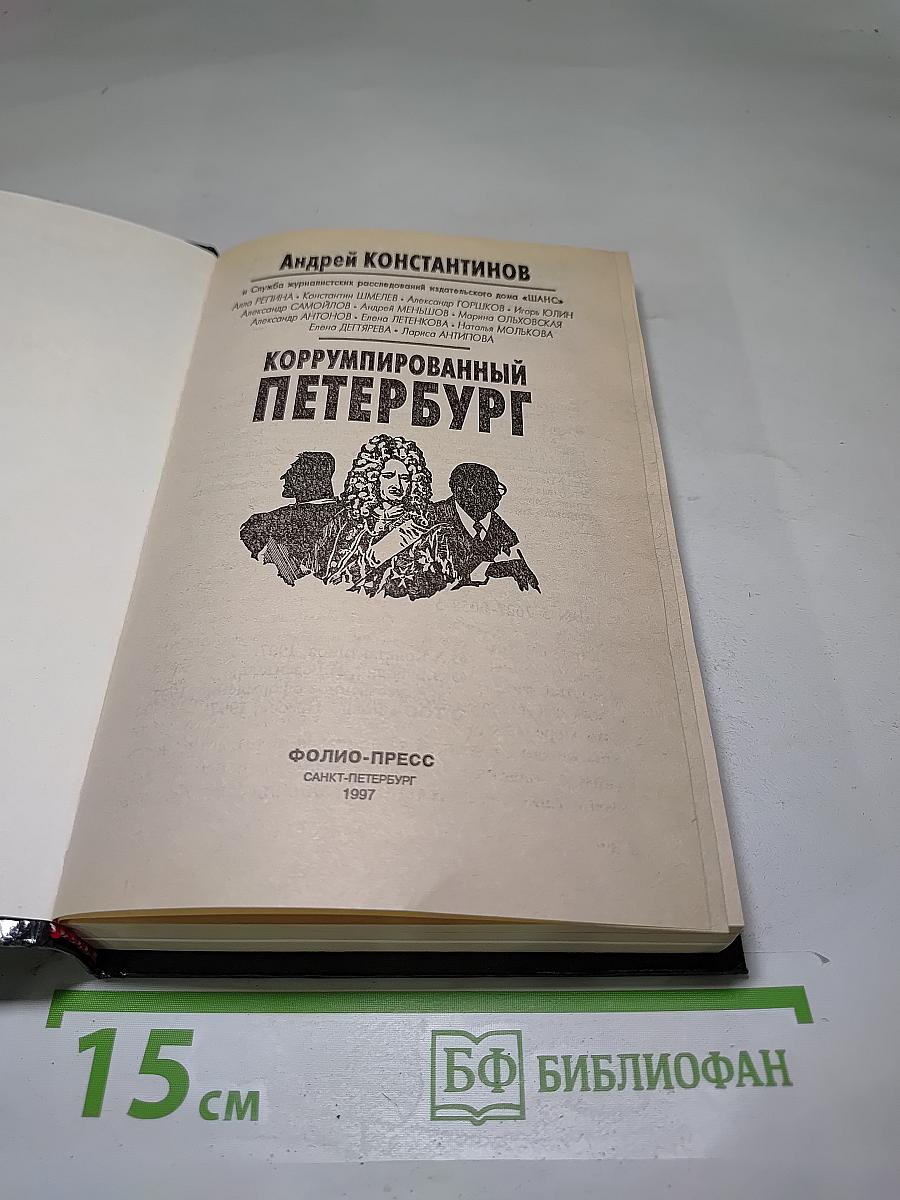 Андрей КОНСТАНТИНОВ
и Служба журналистских расследований издательского дома «ШАНС»
Алла РЕПИНА • Константин ШМЕЛЕВ • Александр ГОРШКОВ • Игорь ЮЛИН
Александр САМОЙЛОВ • Андрей МЕНЬШОВ • Марина ОЛЬХОВСКАЯ
Александр АНТОНОВ • Елена ЛЕТЕНКОВА • Наталья МОЛЬКОВА
Елена ДЕГТЯРЕВА • Лариса АНТИПОВА
КОРРУМПИРОВАННЫЙ
ПЕТЕРБУРГ
ФОЛИО-ПРЕСС
САНКТ-ПЕТЕРБУРГ
1997
15 см
БФ БИБЛИОФАН